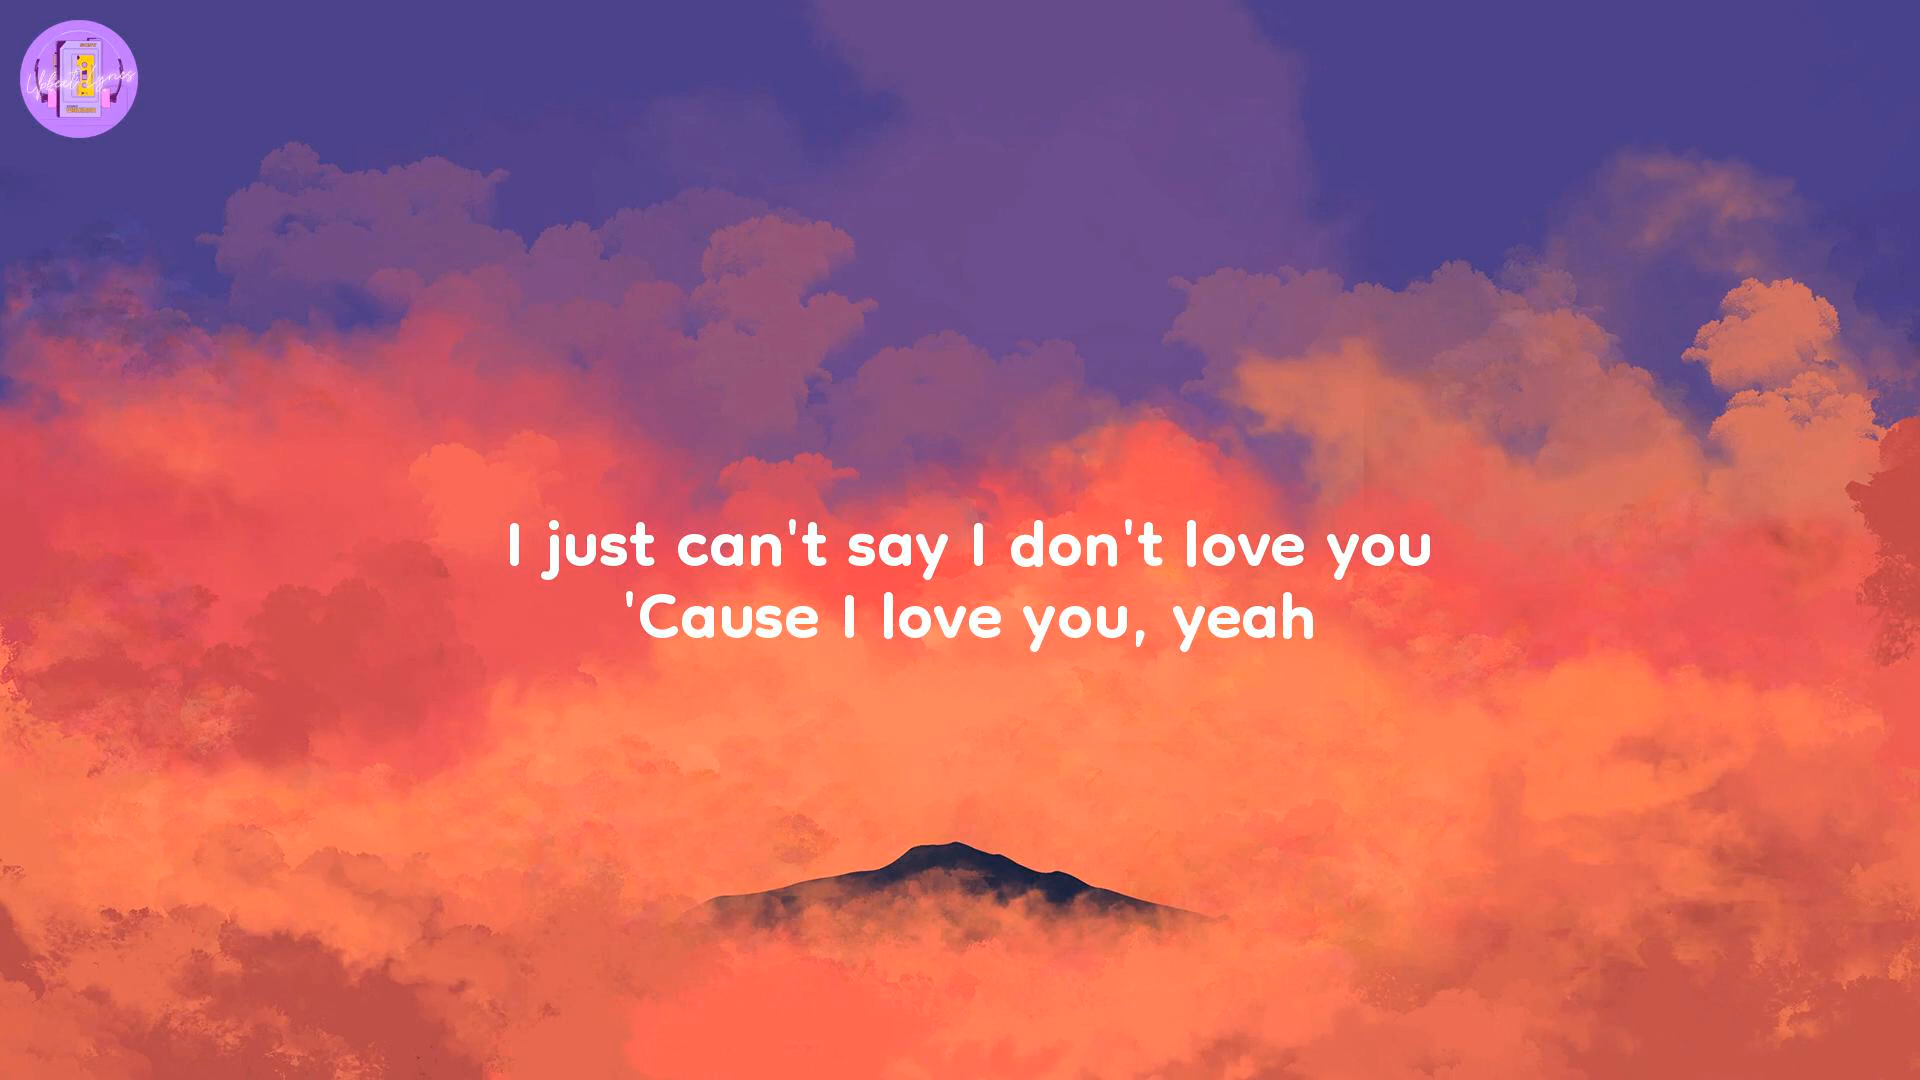 I just can't say I don't love you
'Cause I love you, yeah